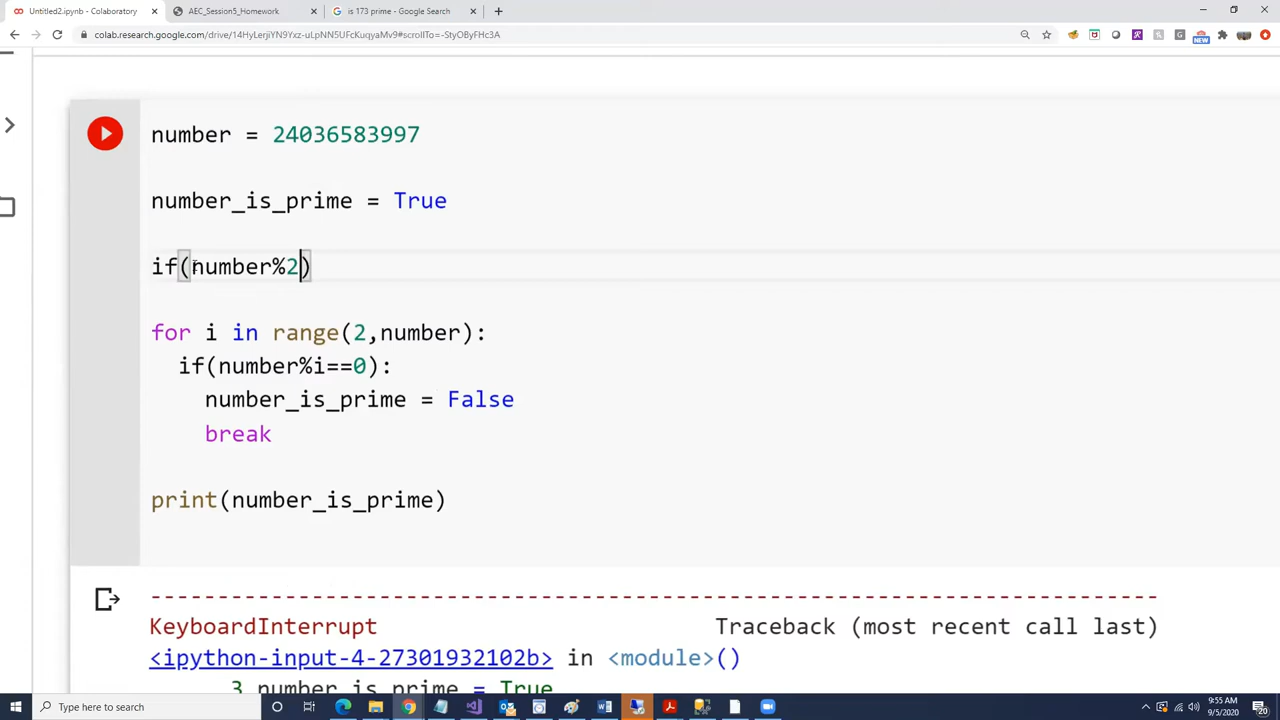 Untitled2.ipynb - Colaboratory
AEC_Session5_Homework
is 173 prime - Google Search
colab.research.google.com/drive/14HyLerjiYN9Yxz-uLpNN5UFcKuqyaMv9#scrollTo=-StyOByFHc3A
NEW
number = 24036583997
number_is_prime = True
if(number%2)
for i in range(2,number):
if(number%i==0):
number_is_prime = False
break
print(number_is_prime)
---------------------------------------------------------------------------
KeyboardInterrupt                         Traceback (most recent call last)
<ipython-input-4-27301932102b> in <module>()
3 number_is_prime = True
Type here to search
9:55 AM
9/5/2020
20